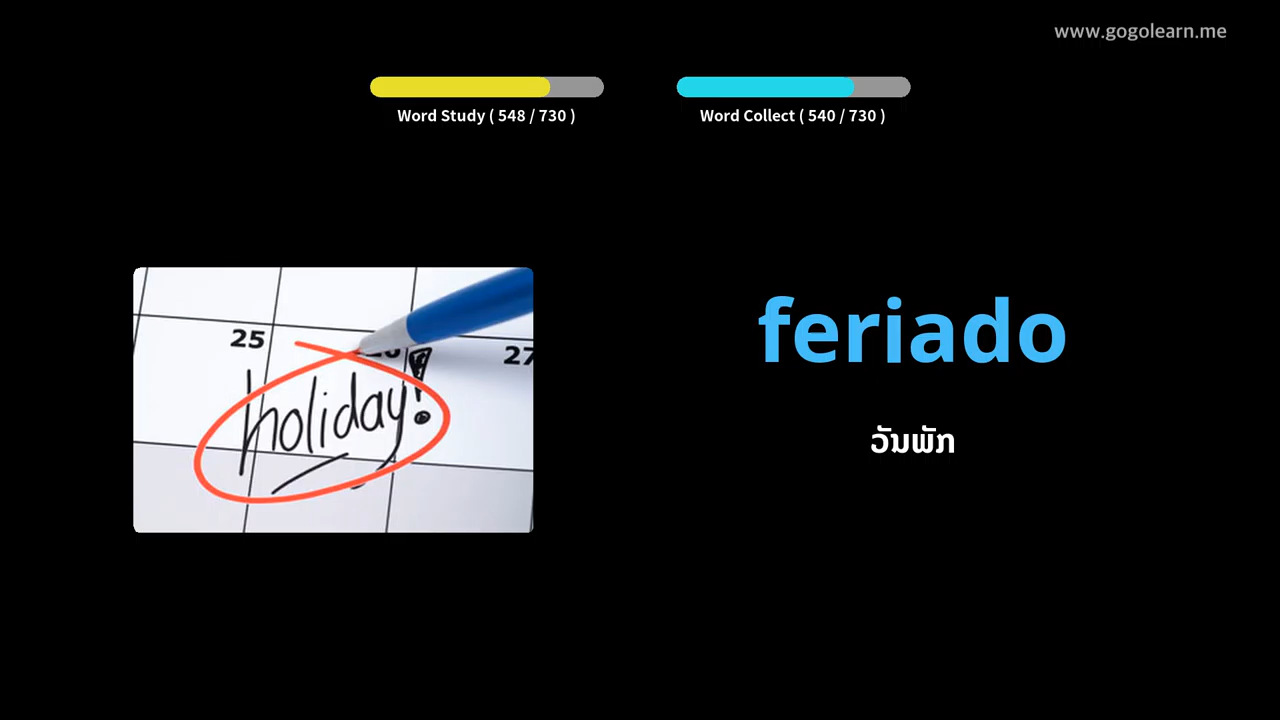 www.gogolearn.me
Word Study ( 548 / 730 )
Word Collect ( 540 / 730 )
25
27
holiday!
feriado
ວັນພັກ